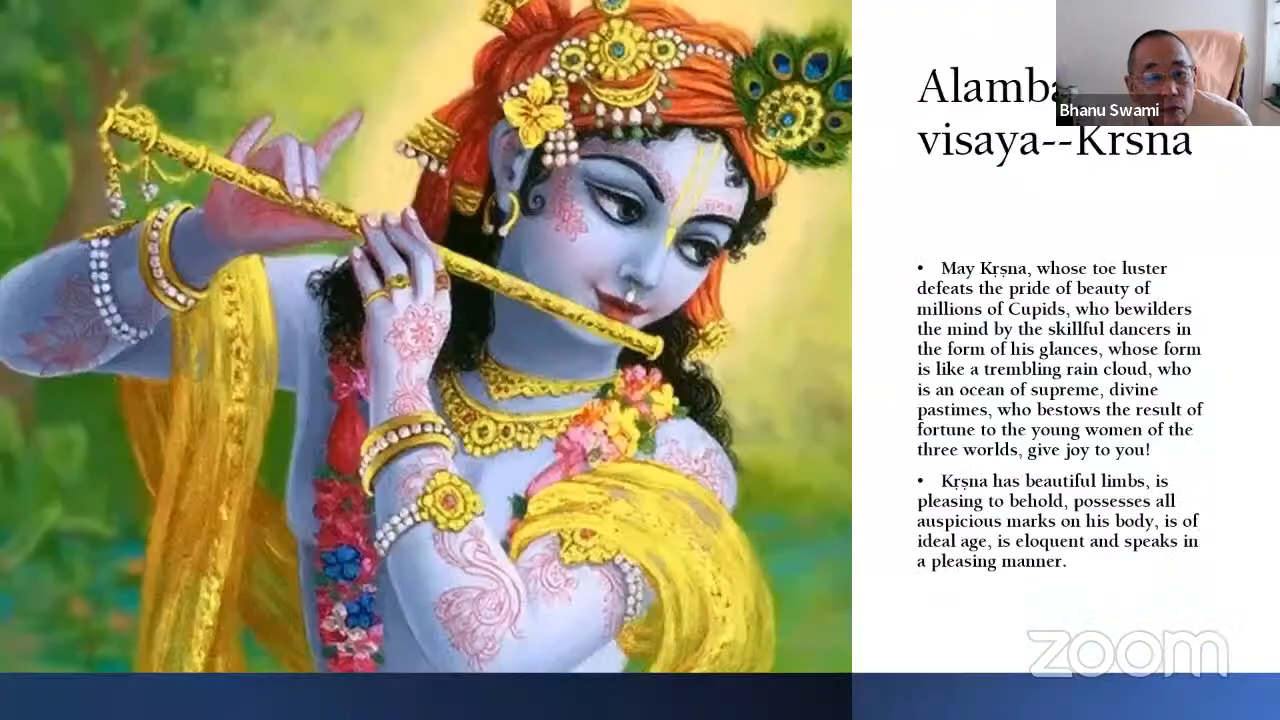 Alamba
visaya--Krsna
Bhanu Swami
• May Kṛṣṇa, whose toe luster
defeats the pride of beauty of
millions of Cupids, who bewilders
the mind by the skillful dancers in
the form of his glances, whose form
is like a trembling rain cloud, who
is an ocean of supreme, divine
pastimes, who bestows the result of
fortune to the young women of the
three worlds, give joy to you!
• Kṛṣṇa has beautiful limbs, is
pleasing to behold, possesses all
auspicious marks on his body, is of
ideal age, is eloquent and speaks in
a pleasing manner.
zoom